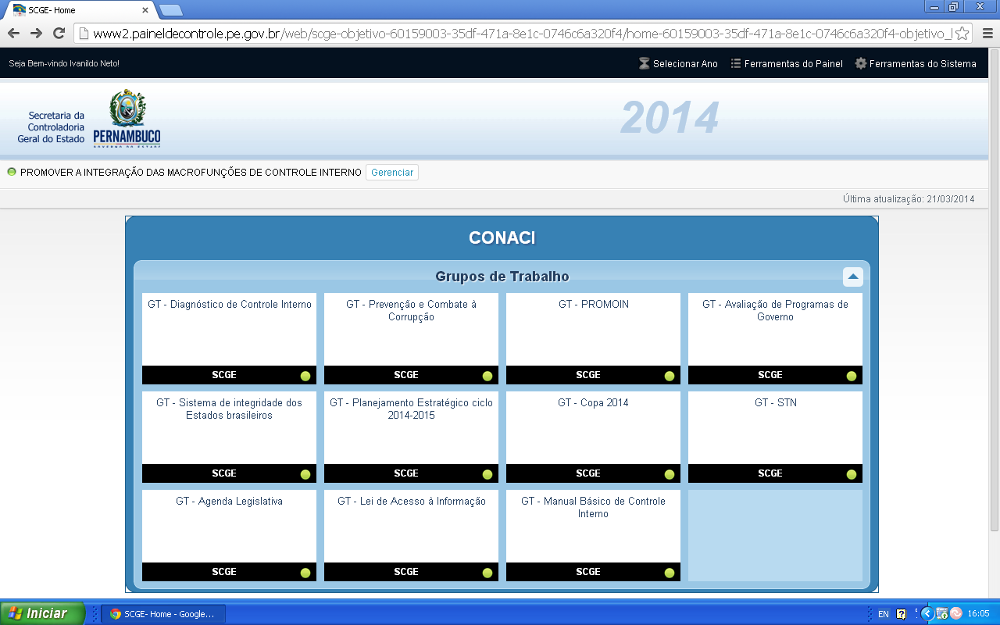 SCGE- Home
www2.paineldecontrole.pe.gov.br/web/scge-objetivo-60159003-35df-471a-8e1c-0746c6a320f4/home-60159003-35df-471a-8e1c-0746c6a320f4-objetivo_
Seja Bem-vindo Ivanildo Neto!
Selecionar Ano
Ferramentas do Painel
Ferramentas do Sistema
Secretaria da
Controladoria
Geral do Estado
PERNAMBUCO
GOVERNO DO ESTADO
2014
PROMOVER A INTEGRAÇÃO DAS MACROFUNÇÕES DE CONTROLE INTERNO
Gerenciar
Última atualização: 21/03/2014
CONACI
Grupos de Trabalho
GT - Diagnóstico de Controle Interno
SCGE
GT - Prevenção e Combate à
Corrupção
SCGE
GT - PROMOIN
SCGE
GT - Avaliação de Programas de
Governo
SCGE
GT - Sistema de integridade dos
Estados brasileiros
SCGE
GT - Planejamento Estratégico ciclo
2014-2015
SCGE
GT - Copa 2014
SCGE
GT - STN
SCGE
GT - Agenda Legislativa
SCGE
GT - Lei de Acesso à Informação
SCGE
GT - Manual Básico de Controle
Interno
SCGE
Iniciar
SCGE- Home - Google...
EN
16:05